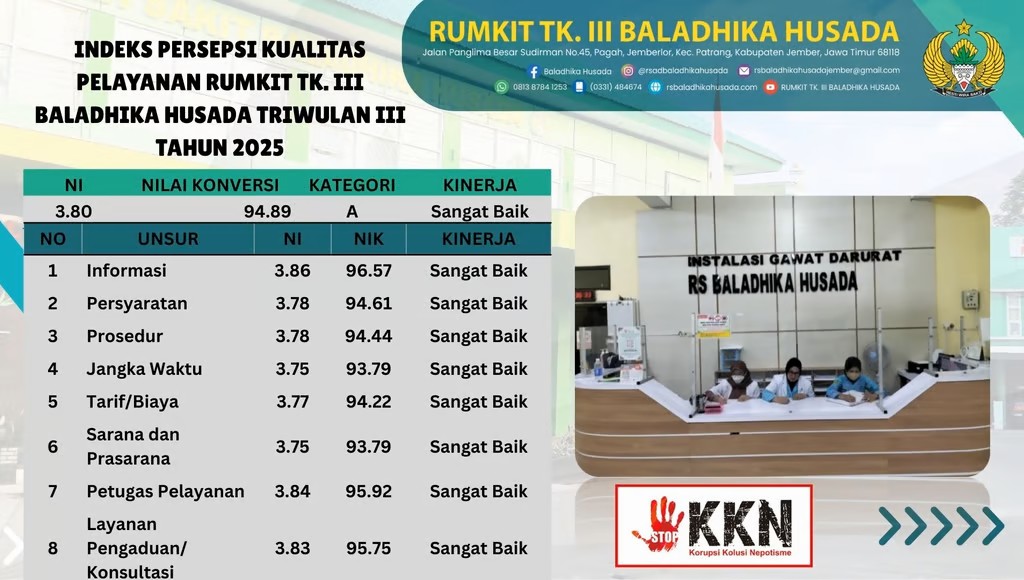 INDEKS PERSEPSI KUALITAS
PELAYANAN RUMKIT TK. III
BALADHIKA HUSADA TRIWULAN III
TAHUN 2025
RUMKIT TK. III BALADHIKA HUSADA
Jalan Panglima Besar Sudirman No.45, Pagah, Jemberlor, Kec. Patrang, Kabupaten Jember, Jawa Timur 68118
Baladhika Husada @rsadbaladhikahusada rsbaladhikahusadajember@gmail.com
0813 8784 1253 (0331) 484674 rsbaladhikahusada.com RUMKIT TK. III BALADHIKA HUSADA
NI NILAI KONVERSI KATEGORI KINERJA
3.80 94.89 A Sangat Baik
NO UNSUR NI NIK KINERJA
1 Informasi 3.86 96.57 Sangat Baik
2 Persyaratan 3.78 94.61 Sangat Baik
3 Prosedur 3.78 94.44 Sangat Baik
4 Jangka Waktu 3.75 93.79 Sangat Baik
5 Tarif/Biaya 3.77 94.22 Sangat Baik
6 Sarana dan
Prasarana 3.75 93.79 Sangat Baik
7 Petugas Pelayanan 3.84 95.92 Sangat Baik
8 Layanan
Pengaduan/ 3.83 95.75 Sangat Baik
Konsultasi
INSTALASI GAWAT DARURAT
RS BALADHIKA HUSADA
STOP KKN
Korupsi Kolusi Nepotisme